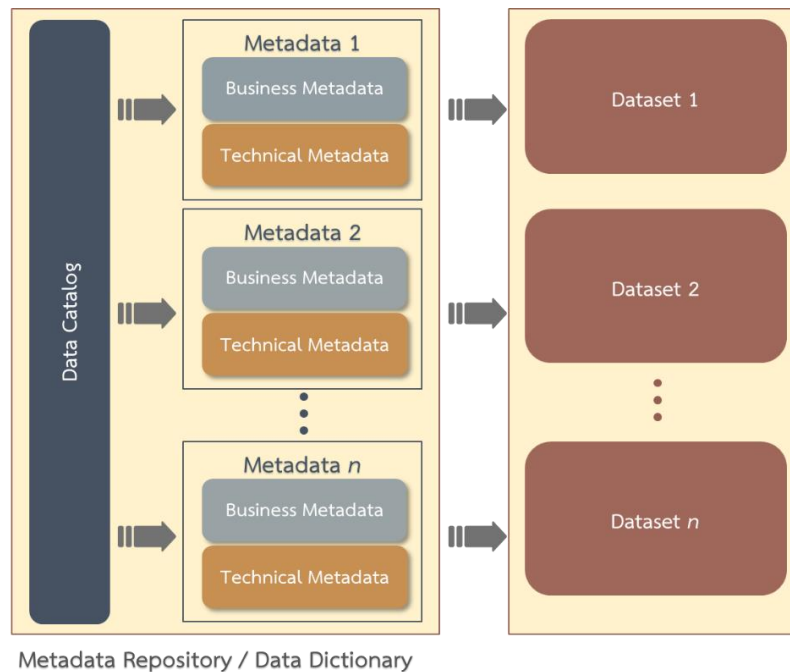 Data Catalog
Metadata 1
Business Metadata
Technical Metadata
Dataset 1
Metadata 2
Business Metadata
Technical Metadata
Dataset 2
Metadata n
Business Metadata
Technical Metadata
Dataset n
Metadata Repository / Data Dictionary